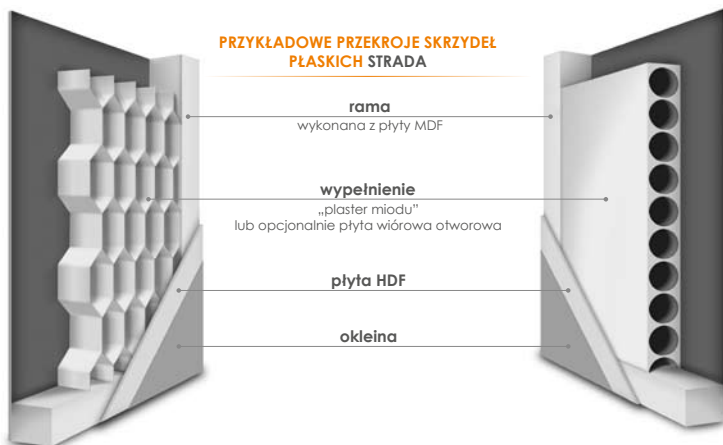 PRZYKŁADOWE PRZEKROJE SKRZYDEŁ
PŁASKICH STRADA
rama
wykonana z płyty MDF
wypełnienie
„plaster miodu”
lub opcjonalnie płyta wiórowa otworowa
płyta HDF
okleina